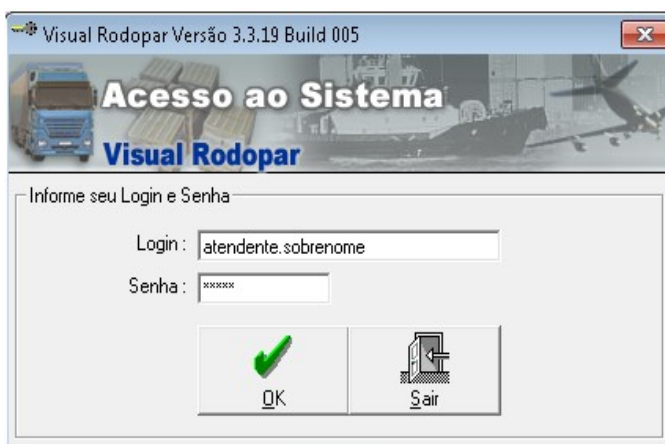 Visual Rodopar Versão 3.3.19 Build 005
Acesso ao Sistema
Visual Rodopar
Informe seu Login e Senha
Login : atendente.sobrenome
Senha : *****
OK
Sair